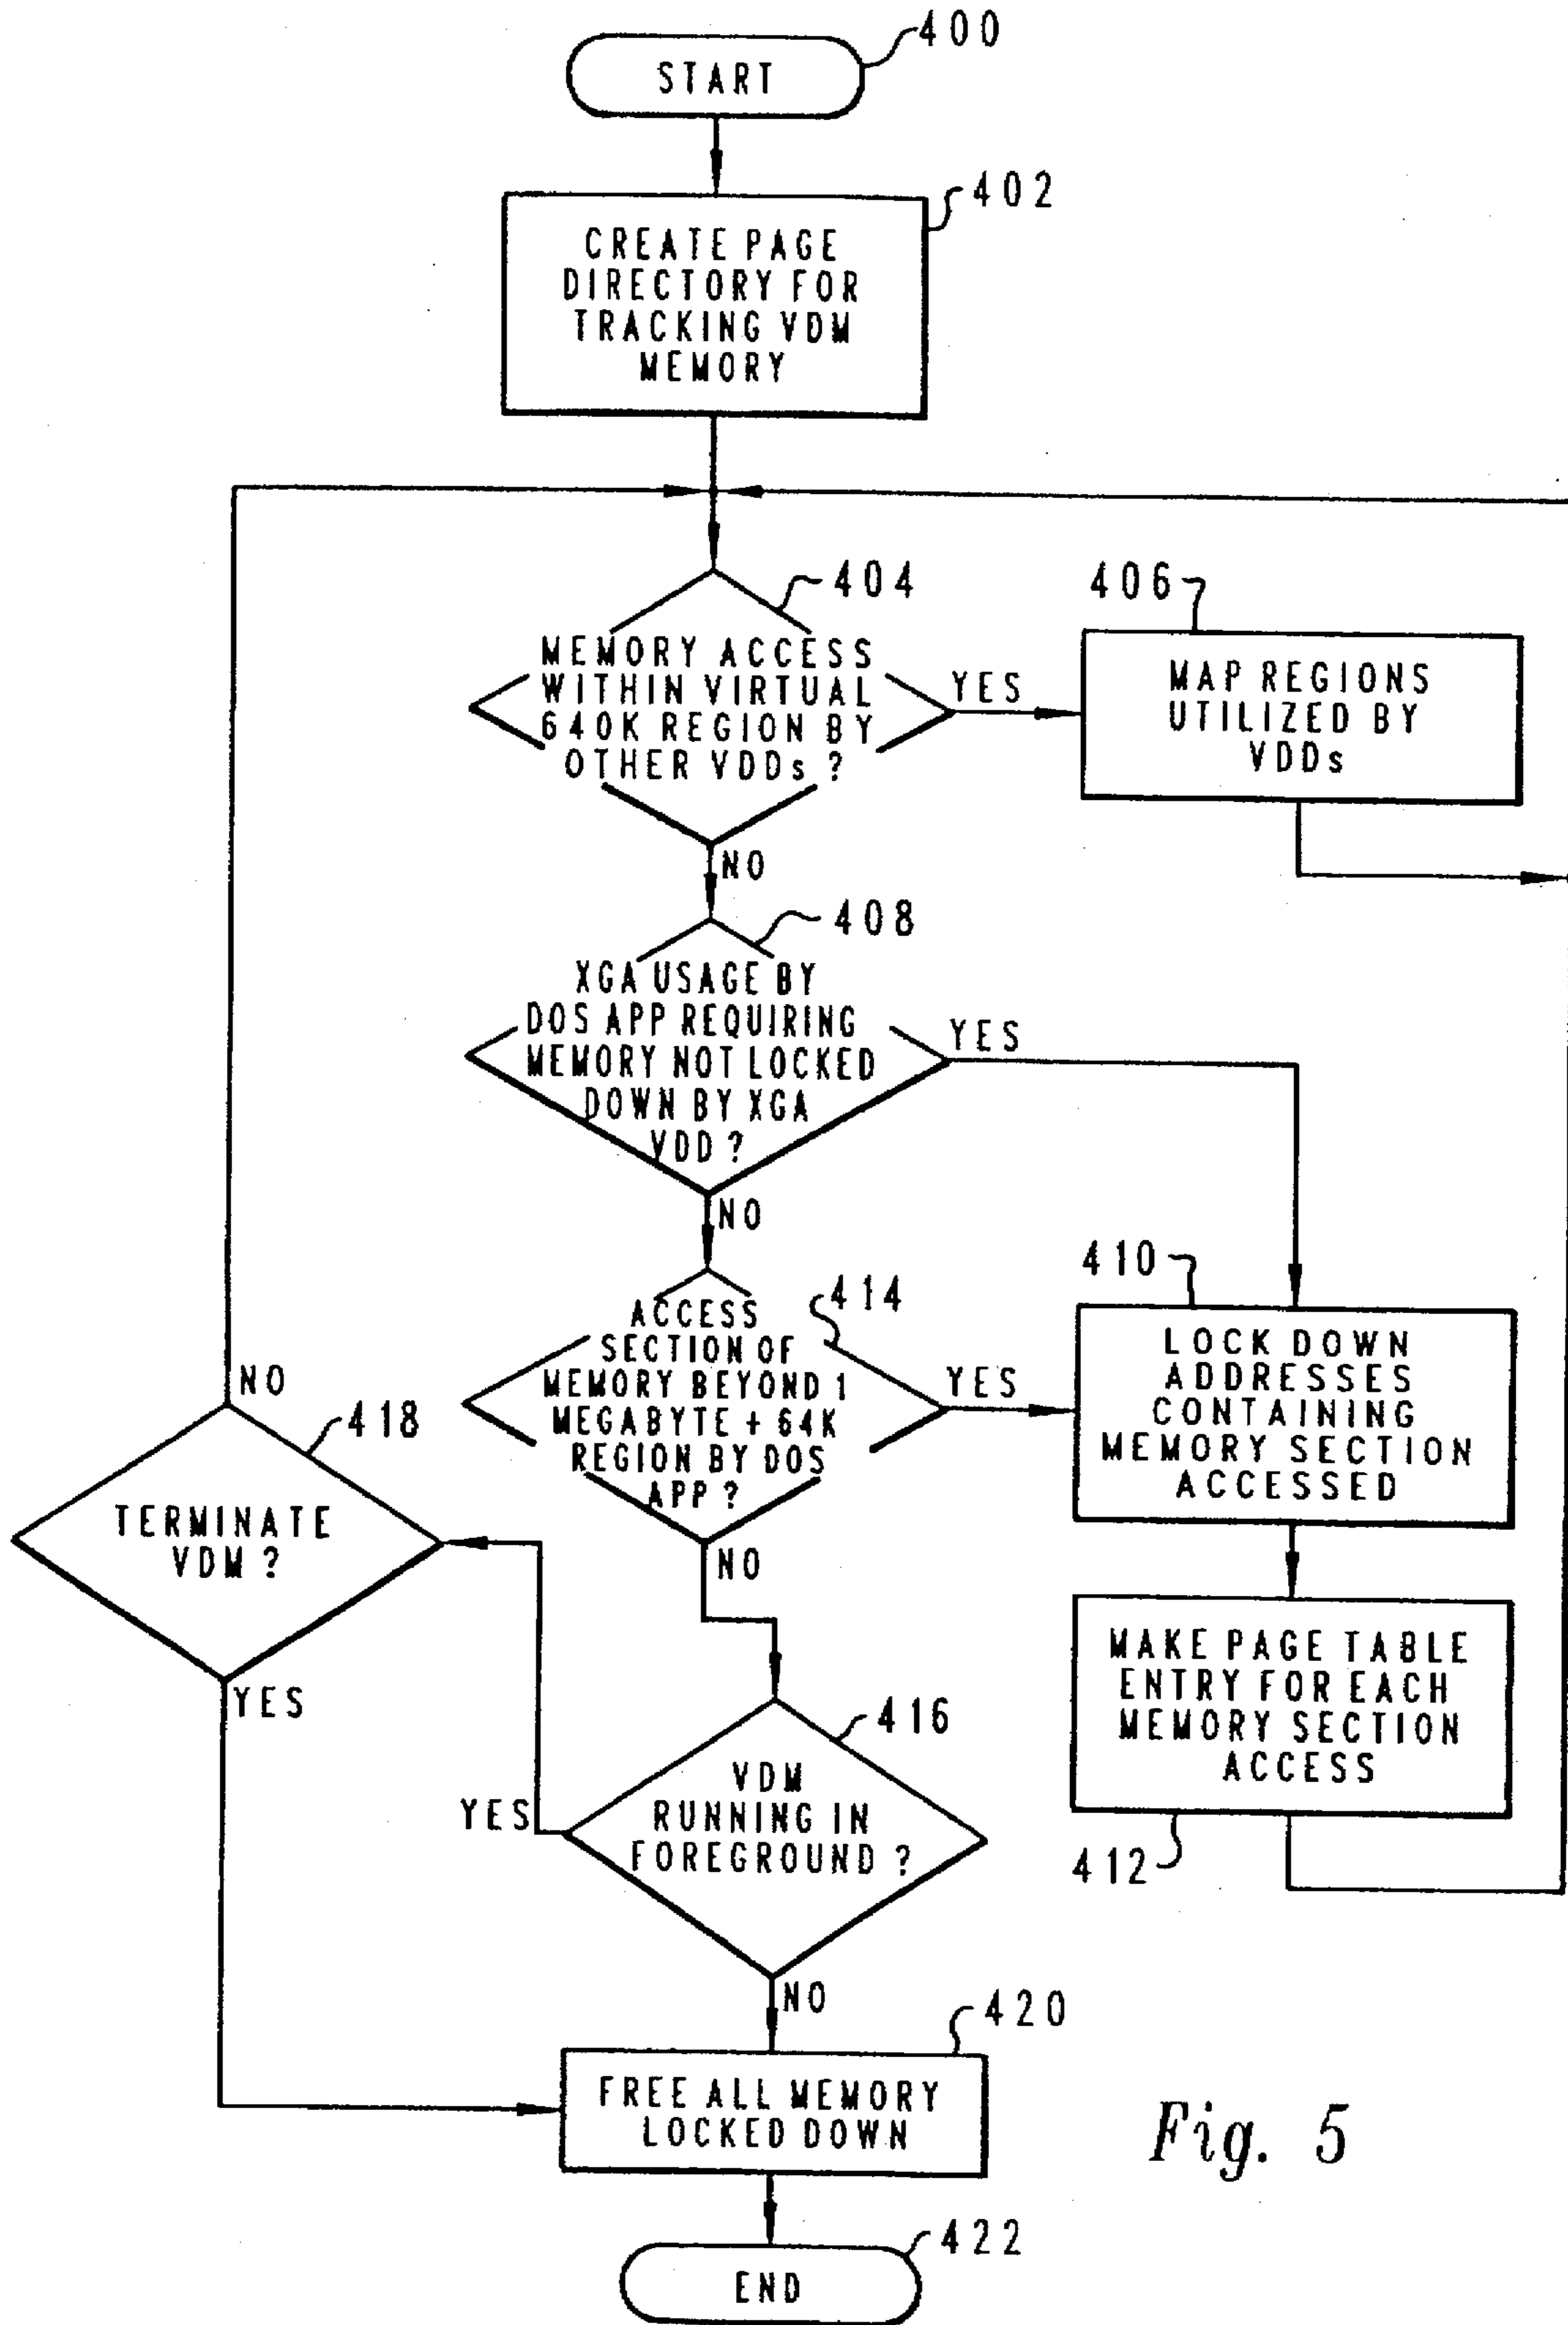 400
START
402
CREATE PAGE
DIRECTORY FOR
TRACKING VDM
MEMORY
404
MEMORY ACCESS
WITHIN VIRTUAL
640K REGION BY
OTHER VDDs ?
YES
406
MAP REGIONS
UTILIZED BY
VDDs
NO
408
XGA USAGE BY
DOS APP REQUIRING
MEMORY NOT LOCKED
DOWN BY XGA
VDD ?
YES
NO
414
ACCESS
SECTION OF
MEMORY BEYOND 1
MEGABYTE + 64K
REGION BY DOS
APP ?
YES
410
LOCK DOWN
ADDRESSES
CONTAINING
MEMORY SECTION
ACCESSED
NO
418
TERMINATE
VDM ?
NO
YES
MAKE PAGE TABLE
ENTRY FOR EACH
MEMORY SECTION
ACCESS
412
416
VDM
RUNNING IN
FOREGROUND ?
YES
NO
420
FREE ALL MEMORY
LOCKED DOWN
Fig. 5
422
END